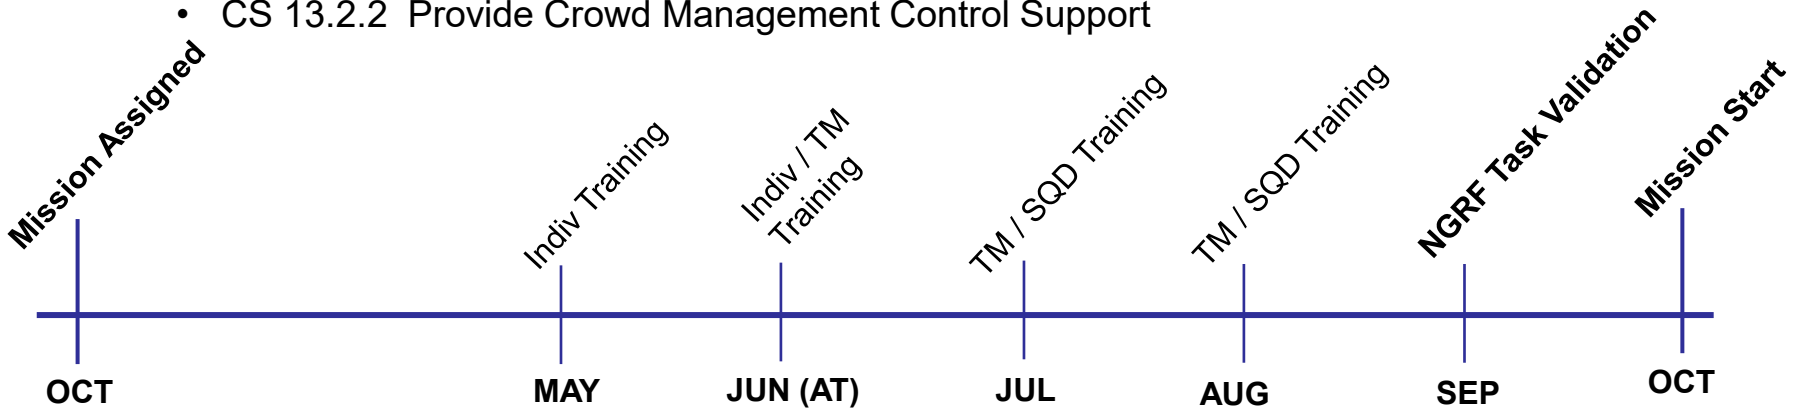 • CS 13.2.2 Provide Crowd Management Control Support
Mission Assigned
Indiv Training
Indiv / TM
Training
TM / SQD Training
TM / SQD Training
NGRF Task Validation
Mission Start
OCT
MAY
JUN (AT)
JUL
AUG
SEP
OCT